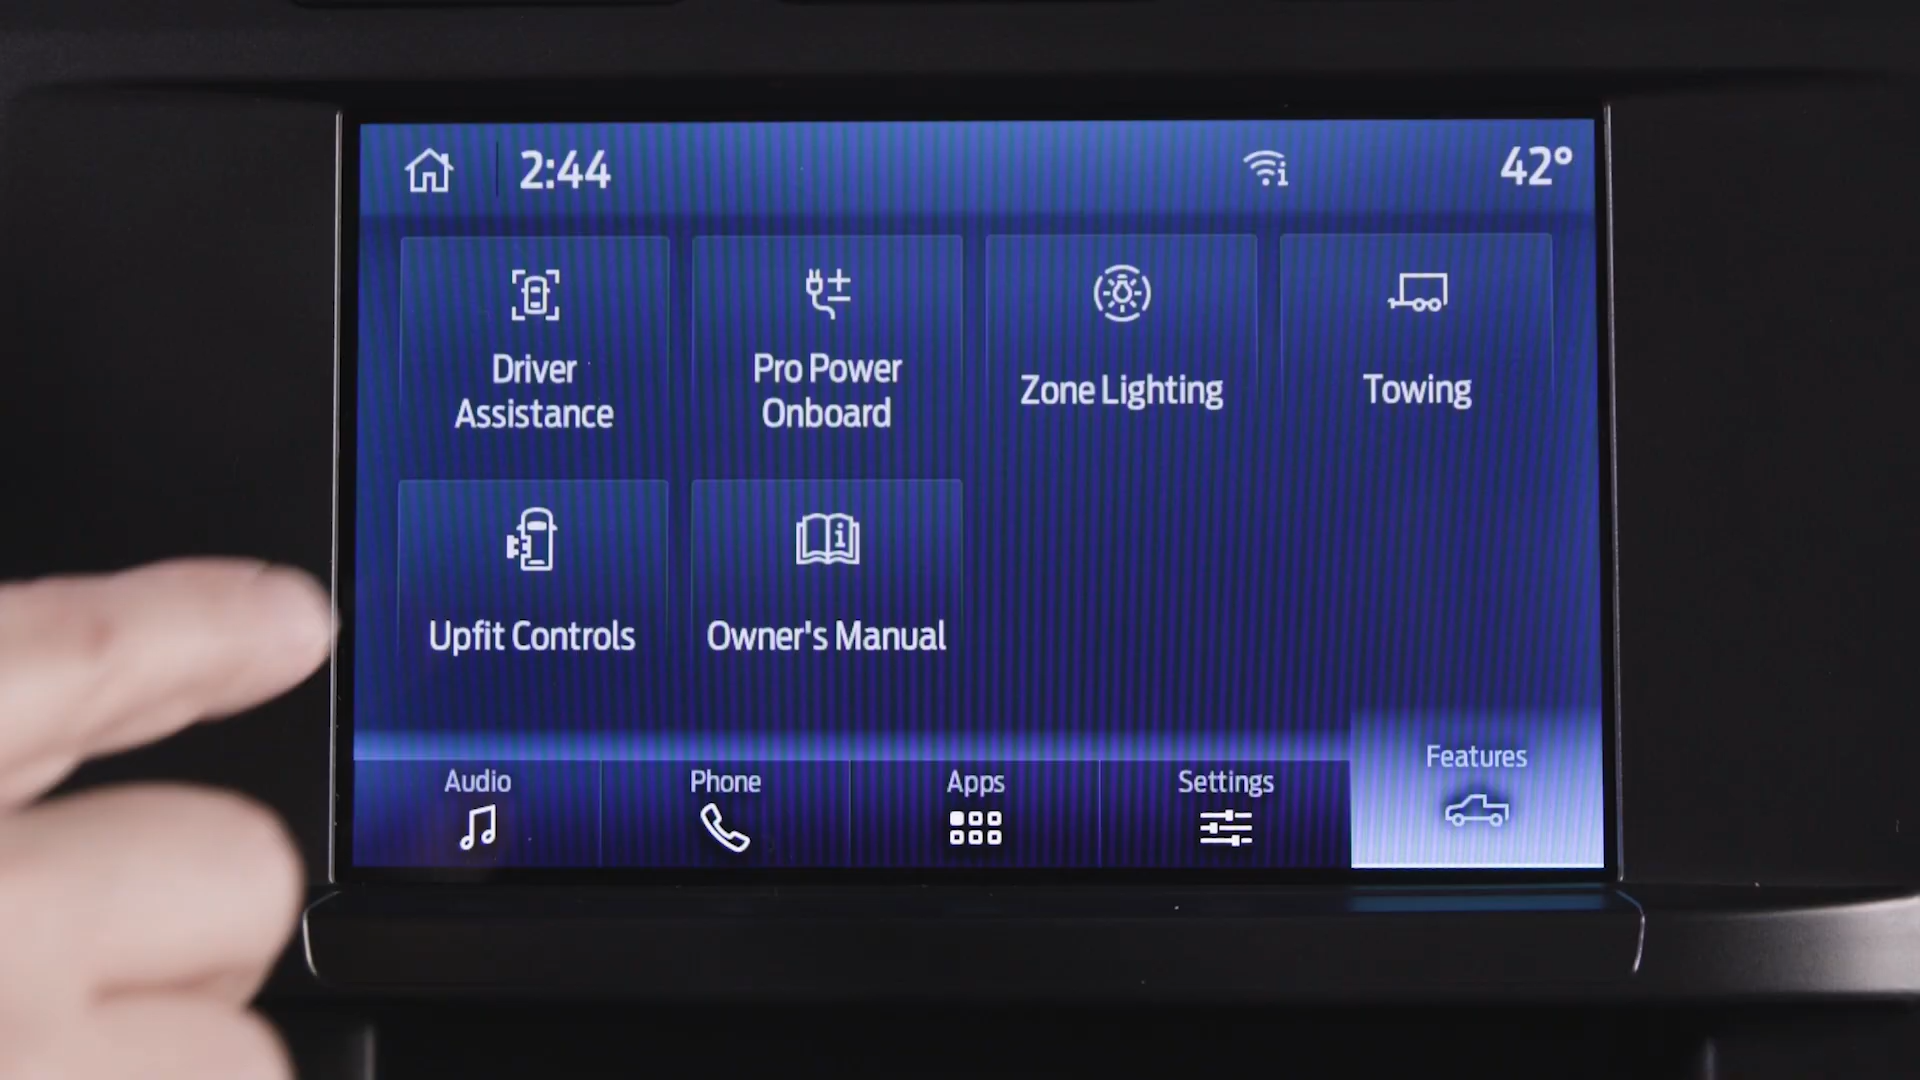 2:44
42°
Driver
Assistance
Pro Power
Onboard
Zone Lighting
Towing
Upfit Controls
Owner's Manual
Audio
Phone
Apps
Settings
Features